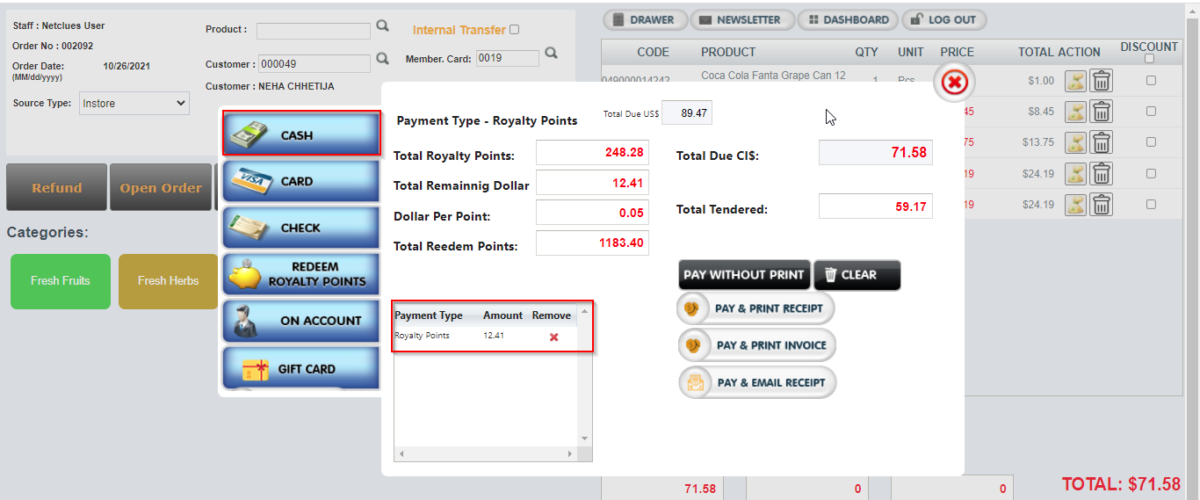 Staff : Netclues User
Order No : 002092
Order Date: 10/26/2021
(MM/dd/yyyy)
Source Type: Instore
Product :
Customer : 000049
Customer : NEHA CHHETIJA
Internal Transfer
Member. Card: 0019
DRAWER NEWSLETTER DASHBOARD LOG OUT
CODE PRODUCT QTY UNIT PRICE TOTAL ACTION DISCOUNT
049000014242 Coca Cola Fanta Grape Can 12 1 Pcs $1.00
45 $8.45
75 $13.75
19 $24.19
19 $24.19
Refund Open Order
Categories:
Fresh Fruits Fresh Herbs
CASH
CARD
CHECK
REDEEM
ROYALTY POINTS
ON ACCOUNT
GIFT CARD
Payment Type - Royalty Points Total Due US$ 89.47
Total Royalty Points: 248.28 Total Due CI$: 71.58
Total Remainnig Dollar 12.41
Dollar Per Point: 0.05 Total Tendered: 59.17
Total Reedem Points: 1183.40
PAY WITHOUT PRINT CLEAR
PAY & PRINT RECEIPT
PAY & PRINT INVOICE
PAY & EMAIL RECEIPT
Payment Type Amount Remove
Royalty Points 12.41
71.58 0 0 TOTAL: $71.58